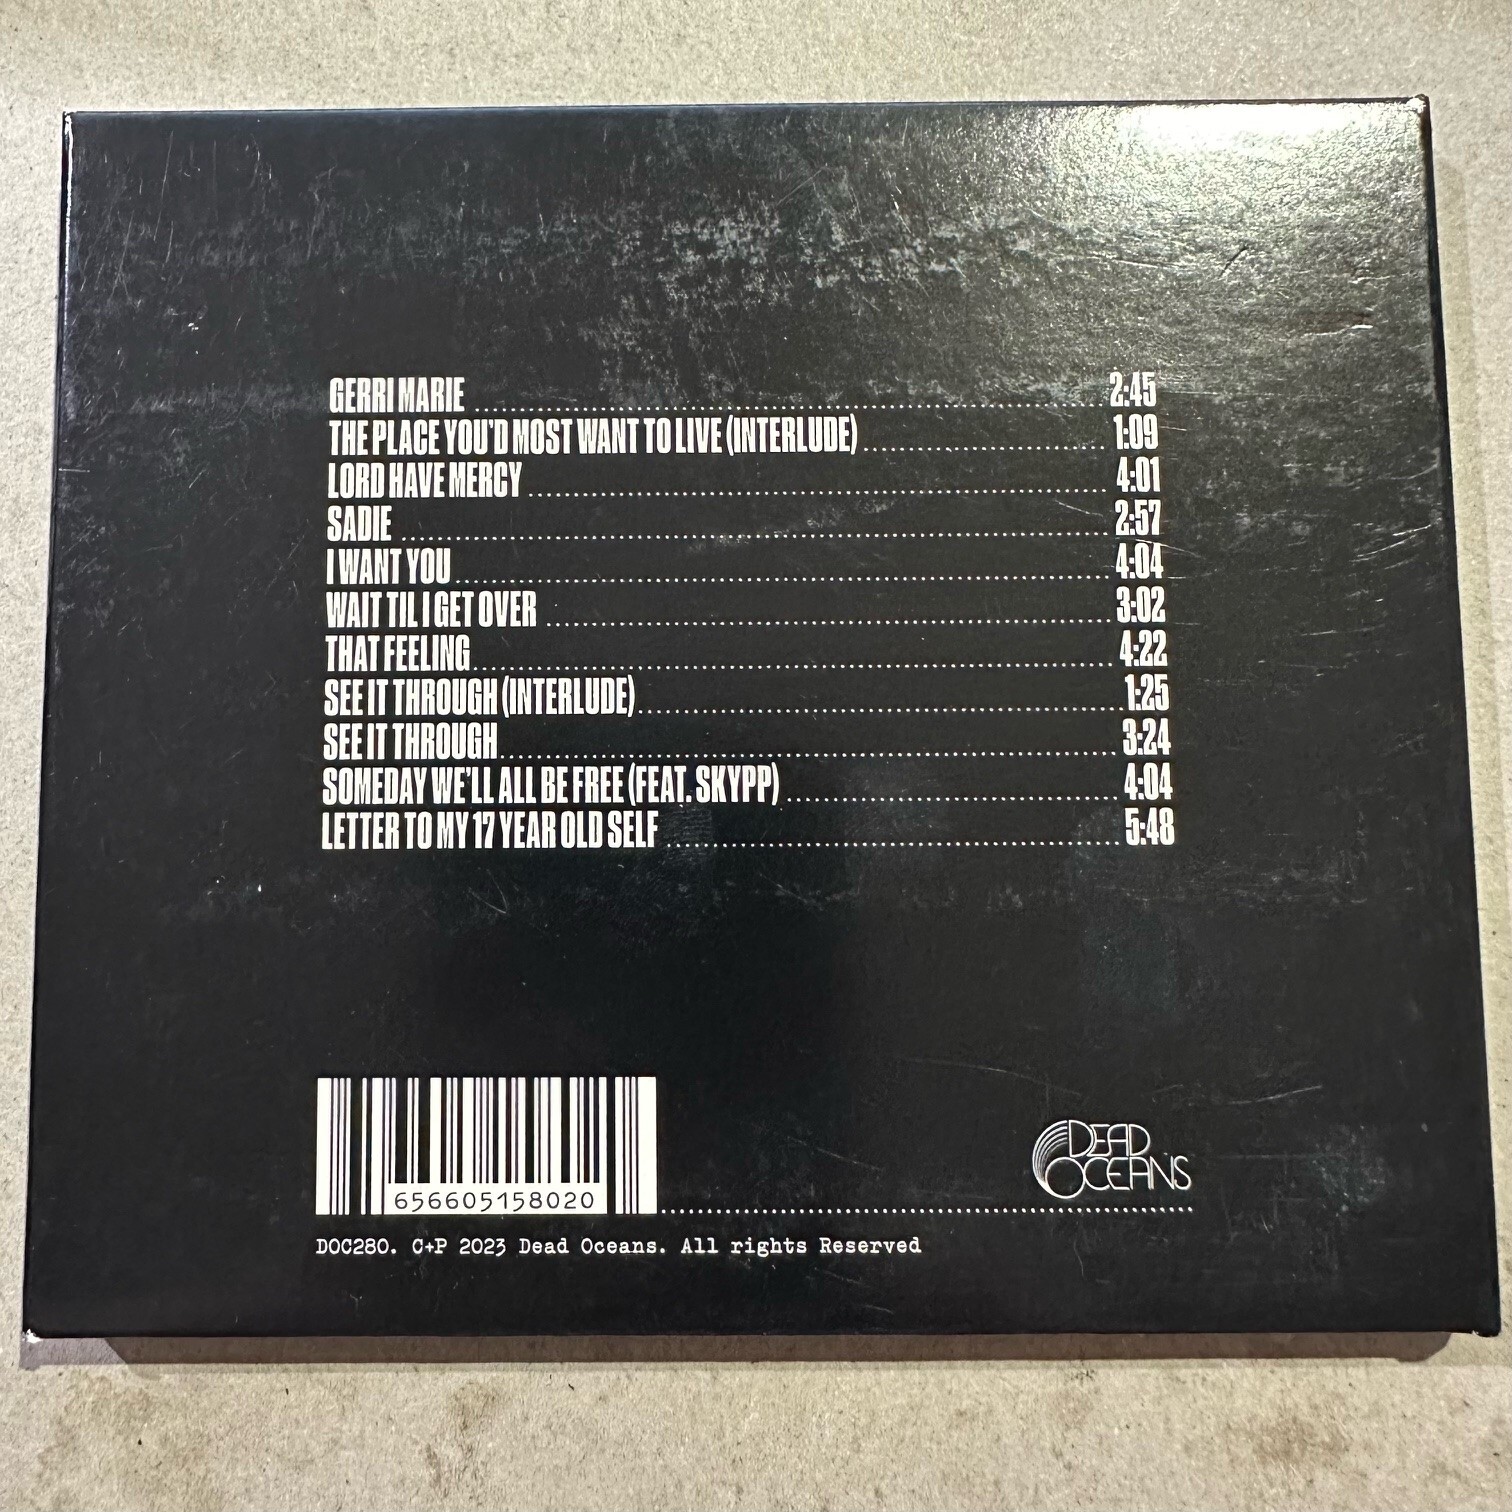 GERRI MARIE 2:45
THE PLACE YOU'D MOST WANT TO LIVE (INTERLUDE) 1:09
LORD HAVE MERCY 4:01
SADIE 2:57
I WANT YOU 4:04
WAIT TIL I GET OVER 3:02
THAT FEELING 4:22
SEE IT THROUGH (INTERLUDE) 1:25
SEE IT THROUGH 3:24
SOMEDAY WE'LL ALL BE FREE (FEAT. SKYPP) 4:04
LETTER TO MY 17 YEAR OLD SELF 5:48
656605158020
DEAD
OCEANS
DOC280. C+P 2023 Dead Oceans. All rights Reserved